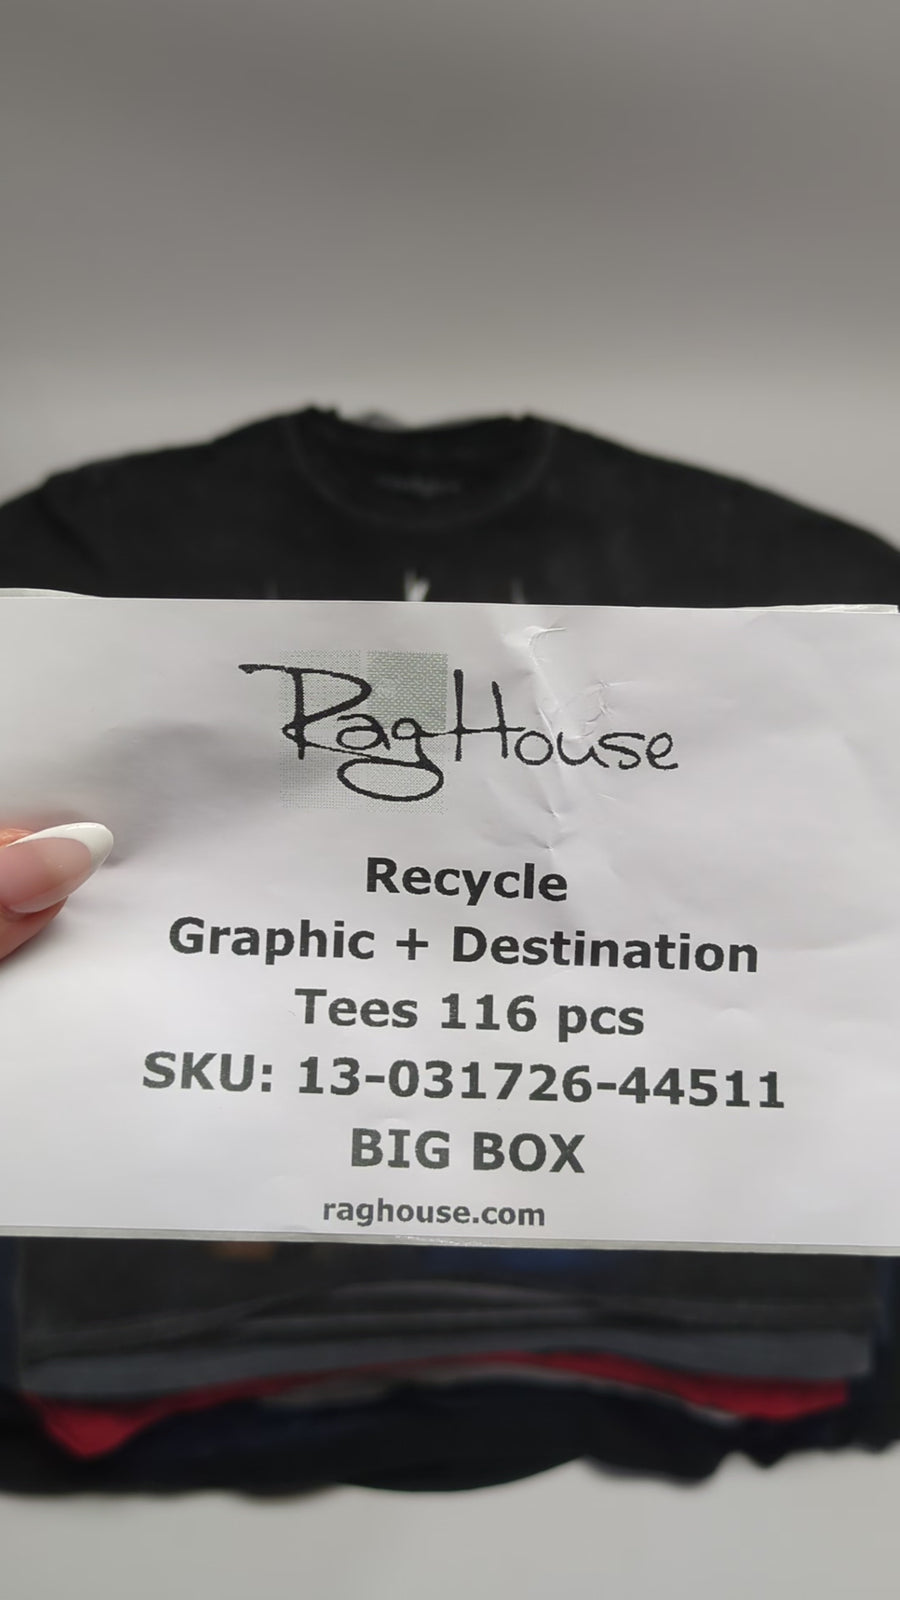 RagHouse
Recycle
Graphic + Destination
Tees 116 pcs
SKU: 13-031726-44511
BIG BOX
raghouse.com